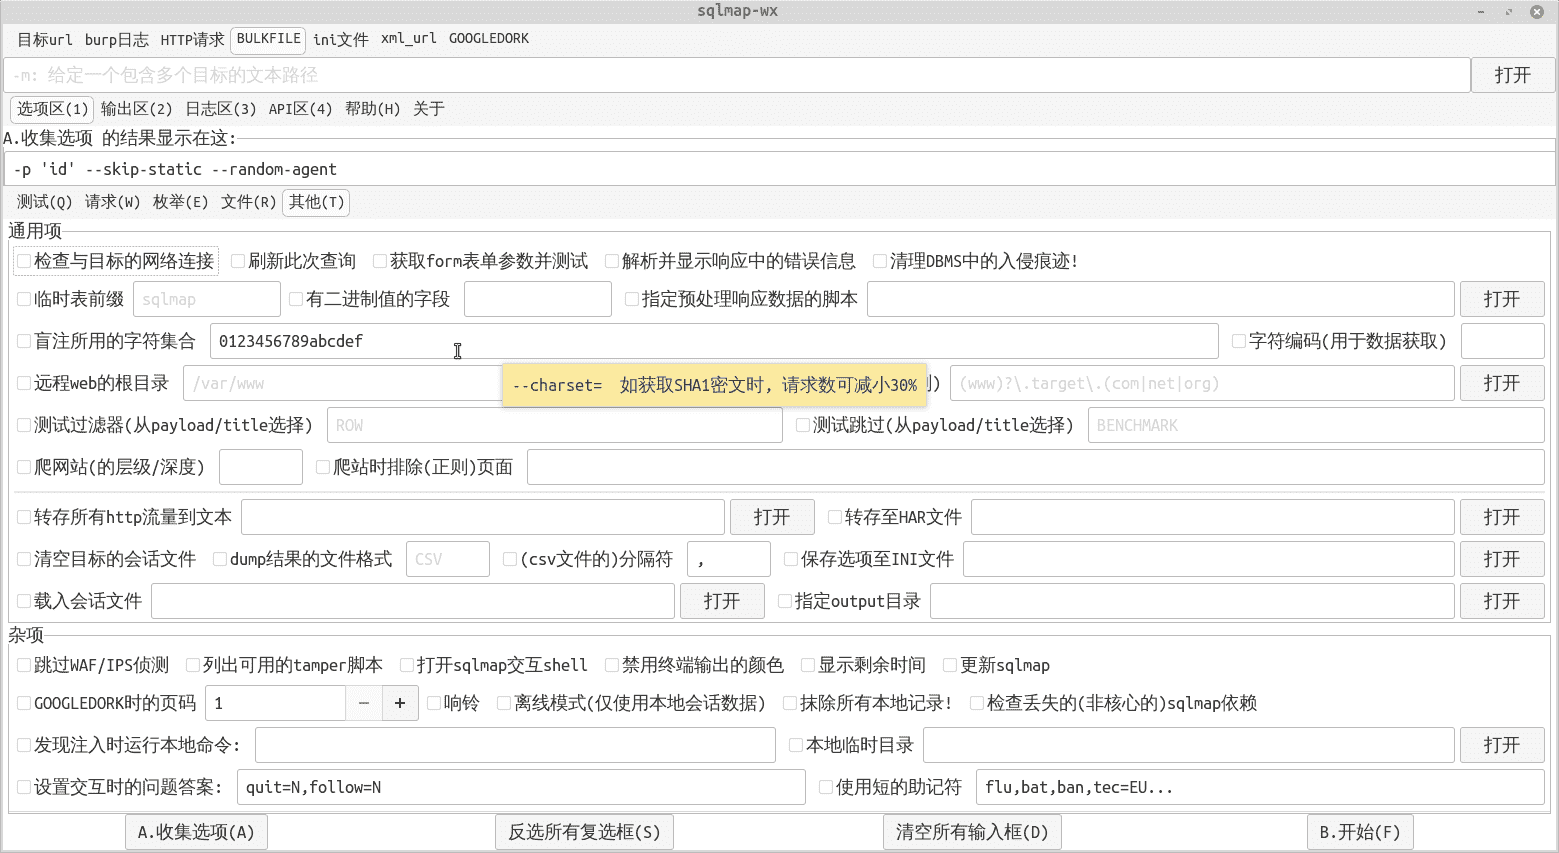 sqlmap-wx
目标url burp日志 HTTP请求 BULKFILE ini文件 xml_url GOOGLEDORK
-m: 给定一个包含多个目标的文本路径 打开
选项区(1) 输出区(2) 日志区(3) API区(4) 帮助(H) 关于
A.收集选项 的结果显示在这:
-p 'id' --skip-static --random-agent
测试(Q) 请求(W) 枚举(E) 文件(R) 其他(T)
通用项
检查与目标的网络连接 刷新此次查询 获取form表单参数并测试 解析并显示响应中的错误信息 清理DBMS中的入侵痕迹!
临时表前缀 sqlmap 有二进制值的字段 指定预处理响应数据的脚本 打开
盲注所用的字符集合 0123456789abcdef 字符编码(用于数据获取)
远程web的根目录 /var/www --charset= 如获取SHA1密文时, 请求数可减小30% ) (www)?\.target\.(com|net|org) 打开
测试过滤器(从payload/title选择) ROW 测试跳过(从payload/title选择) BENCHMARK
爬网站(的层级/深度) 爬站时排除(正则)页面
转存所有http流量到文本 打开 转存至HAR文件 打开
清空目标的会话文件 dump结果的文件格式 CSV (csv文件的)分隔符 , 保存选项至INI文件 打开
载入会话文件 打开 指定output目录 打开
杂项
跳过WAF/IPS侦测 列出可用的tamper脚本 打开sqlmap交互shell 禁用终端输出的颜色 显示剩余时间 更新sqlmap
GOOGLEDORK时的页码 1 − + 响铃 离线模式(仅使用本地会话数据) 抹除所有本地记录! 检查丢失的(非核心的)sqlmap依赖
发现注入时运行本地命令: 本地临时目录 打开
设置交互时的问题答案: quit=N,follow=N 使用短的助记符 flu,bat,ban,tec=EU...
A.收集选项(A) 反选所有复选框(S) 清空所有输入框(D) B.开始(F)